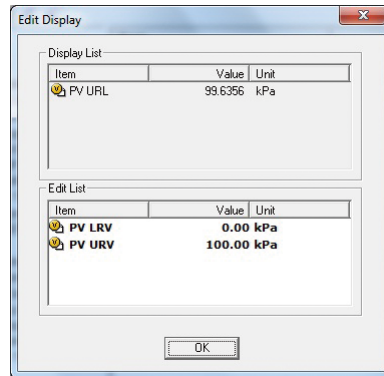 Edit Display
Display List
Item Value Unit
PV URL 99.6356 kPa
Edit List
Item Value Unit
PV LRV 0.00 kPa
PV URV 100.00 kPa
OK